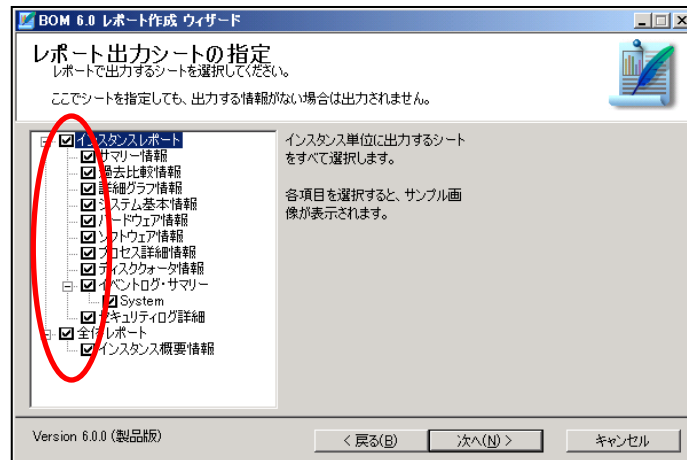 BOM 6.0 レポート作成 ウィザード
レポート出力シートの指定
レポートで出力するシートを選択してください。
ここでシートを指定しても、出力する情報がない場合は出力されません。
インスタンスレポート
サマリー情報
過去比較情報
詳細グラフ情報
システム基本情報
ハードウェア情報
ソフトウェア情報
プロセス詳細情報
ディスククォータ情報
イベントログ・サマリー
System
セキュリティログ詳細
全体レポート
インスタンス概要情報
インスタンス単位に出力するシート
をすべて選択します。
各項目を選択すると、サンプル画
像が表示されます。
Version 6.0.0 (製品版)
< 戻る(B)
次へ(N) >
キャンセル